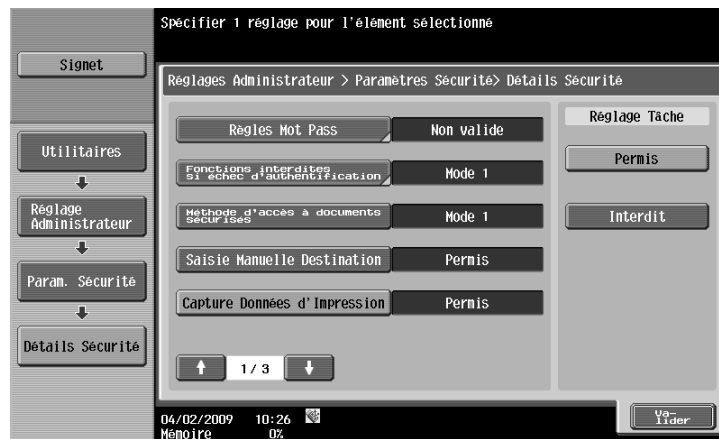 Spécifier 1 réglage pour l'élément sélectionné
Signet
Réglages Administrateur > Paramètres Sécurité> Détails Sécurité
Utilitaires
Réglage
Administrateur
Param. Sécurité
Détails Sécurité
Règles Mot Pass
Non valide
Fonctions interdites
si échec d'authentification
Mode 1
Méthode d'accès à documents
sécurisés
Mode 1
Saisie Manuelle Destination
Permis
Capture Données d'Impression
Permis
1/3
Réglage Tâche
Permis
Interdit
04/02/2009 10:26
Mémoire 0%
Va-
lider